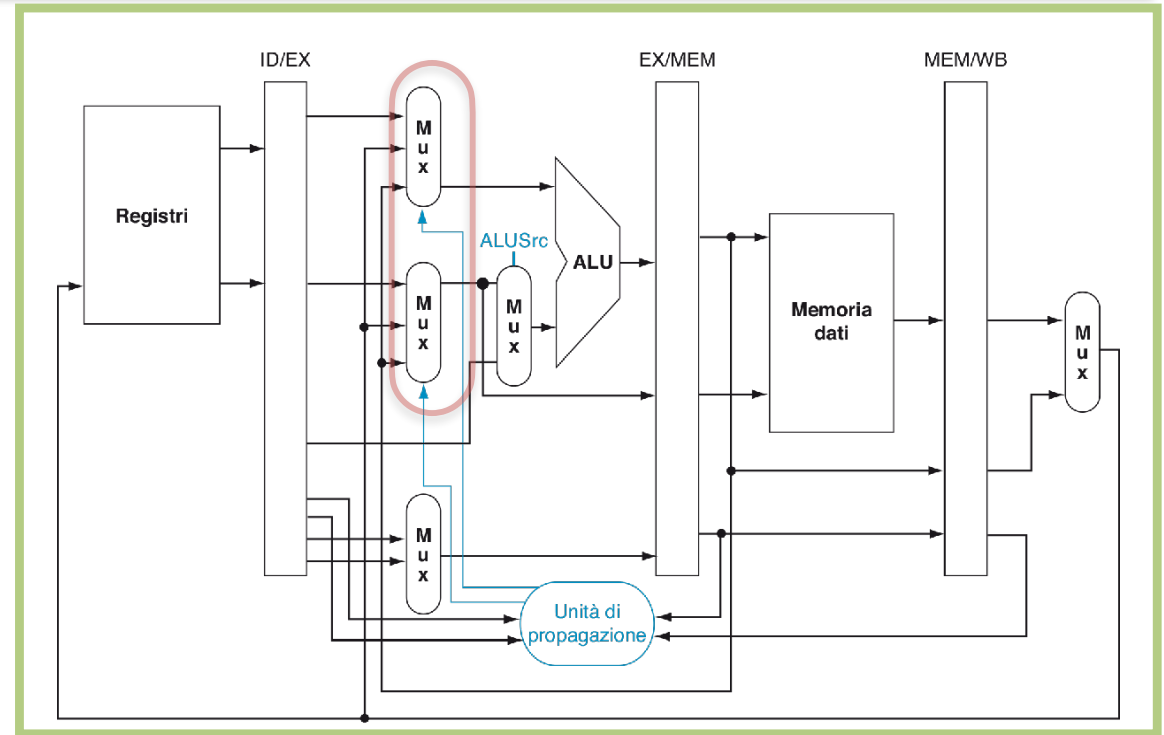 ID/EX
EX/MEM
MEM/WB
M
u
x
Registri
ALUSrc
ALU
M
u
x
M
u
x
Memoria
dati
M
u
x
M
u
x
Unità di
propagazione